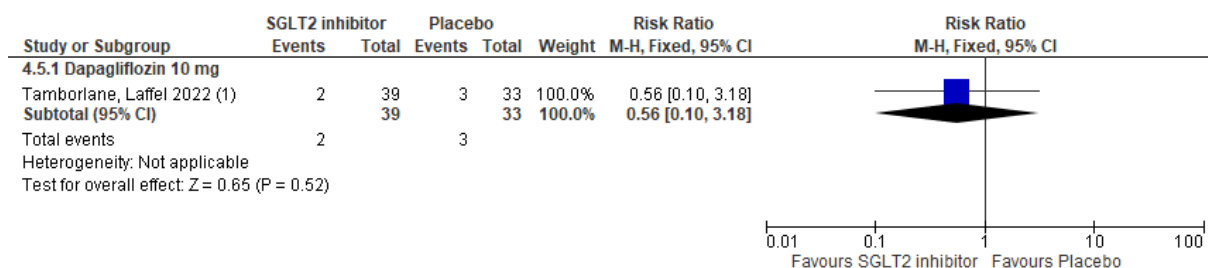 SGLT2 inhibitor Placebo Risk Ratio Risk Ratio
Study or Subgroup Events Total Events Total Weight M-H, Fixed, 95% CI M-H, Fixed, 95% CI
4.5.1 Dapagliflozin 10 mg
Tamborlane, Laffel 2022 (1) 2 39 3 33 100.0% 0.56 [0.10, 3.18]
Subtotal (95% CI) 39 33 100.0% 0.56 [0.10, 3.18]
Total events 2 3
Heterogeneity: Not applicable
Test for overall effect: Z = 0.65 (P = 0.52)
0.01 0.1 1 10 100
Favours SGLT2 inhibitor Favours Placebo